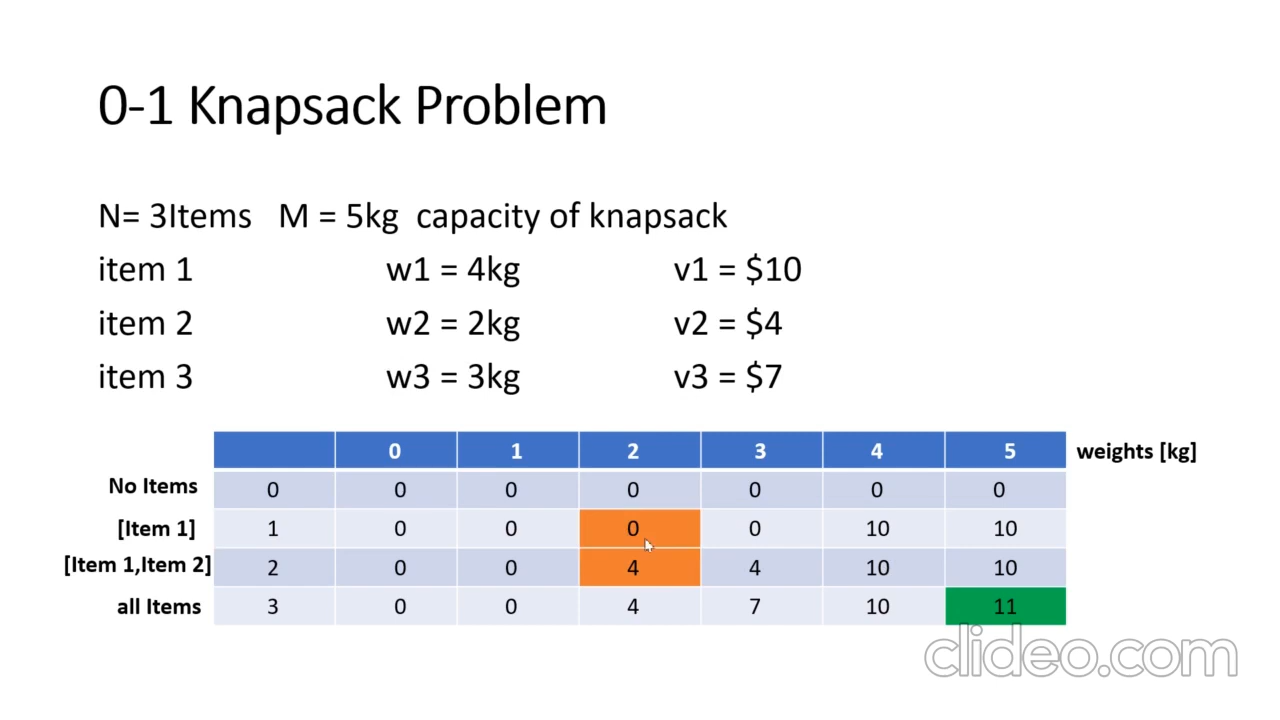 0-1 Knapsack Problem
N= 3Items M = 5kg capacity of knapsack
item 1 w1 = 4kg v1 = $10
item 2 w2 = 2kg v2 = $4
item 3 w3 = 3kg v3 = $7
0 1 2 3 4 5 weights [kg]
No Items 0 0 0 0 0 0 0
[Item 1] 1 0 0 0 0 10 10
[Item 1,Item 2] 2 0 0 4 4 10 10
all Items 3 0 0 4 7 10 11
clideo.com